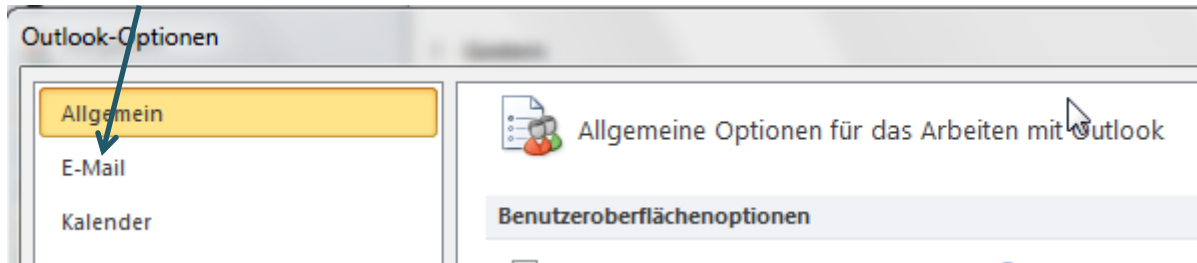 Outlook-Optionen
Allgemein
E-Mail
Kalender
Allgemeine Optionen für das Arbeiten mit Outlook
Benutzeroberflächenoptionen